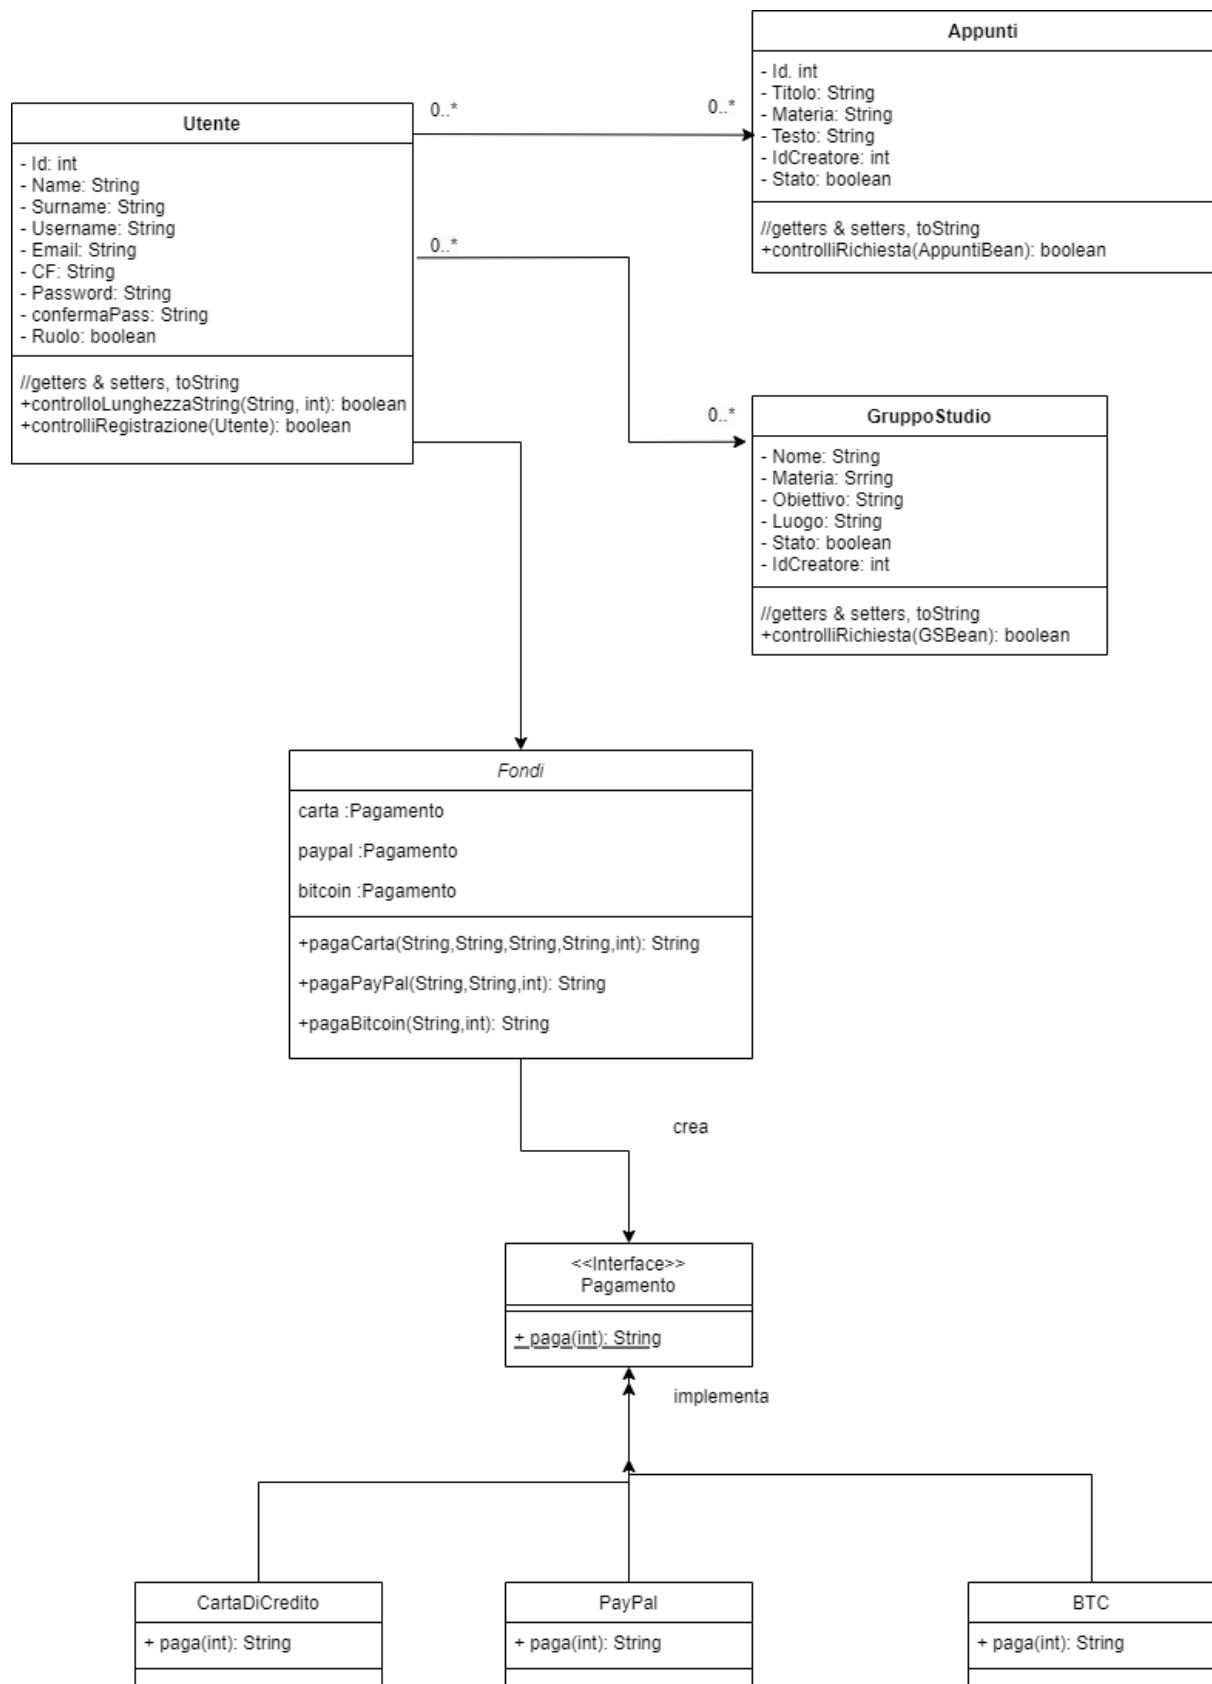 Appunti
- Id. int
- Titolo: String
- Materia: String
- Testo: String
- IdCreatore: int
- Stato: boolean
//getters & setters, toString
+controlliRichiesta(AppuntiBean): boolean
0..*
0..*
Utente
- Id: int
- Name: String
- Surname: String
- Username: String
- Email: String
- CF: String
- Password: String
- confermaPass: String
- Ruolo: boolean
//getters & setters, toString
+controlloLunghezzaString(String, int): boolean
+controlliRegistrazione(Utente): boolean
0..*
0..*
GruppoStudio
- Nome: String
- Materia: Srring
- Obiettivo: String
- Luogo: String
- Stato: boolean
- IdCreatore: int
//getters & setters, toString
+controlliRichiesta(GSBean): boolean
Fondi
carta :Pagamento
paypal :Pagamento
bitcoin :Pagamento
+pagaCarta(String,String,String,String,int): String
+pagaPayPal(String,String,int): String
+pagaBitcoin(String,int): String
crea
<<Interface>>
Pagamento
+ paga(int): String
implementa
CartaDiCredito
+ paga(int): String
PayPal
+ paga(int): String
BTC
+ paga(int): String